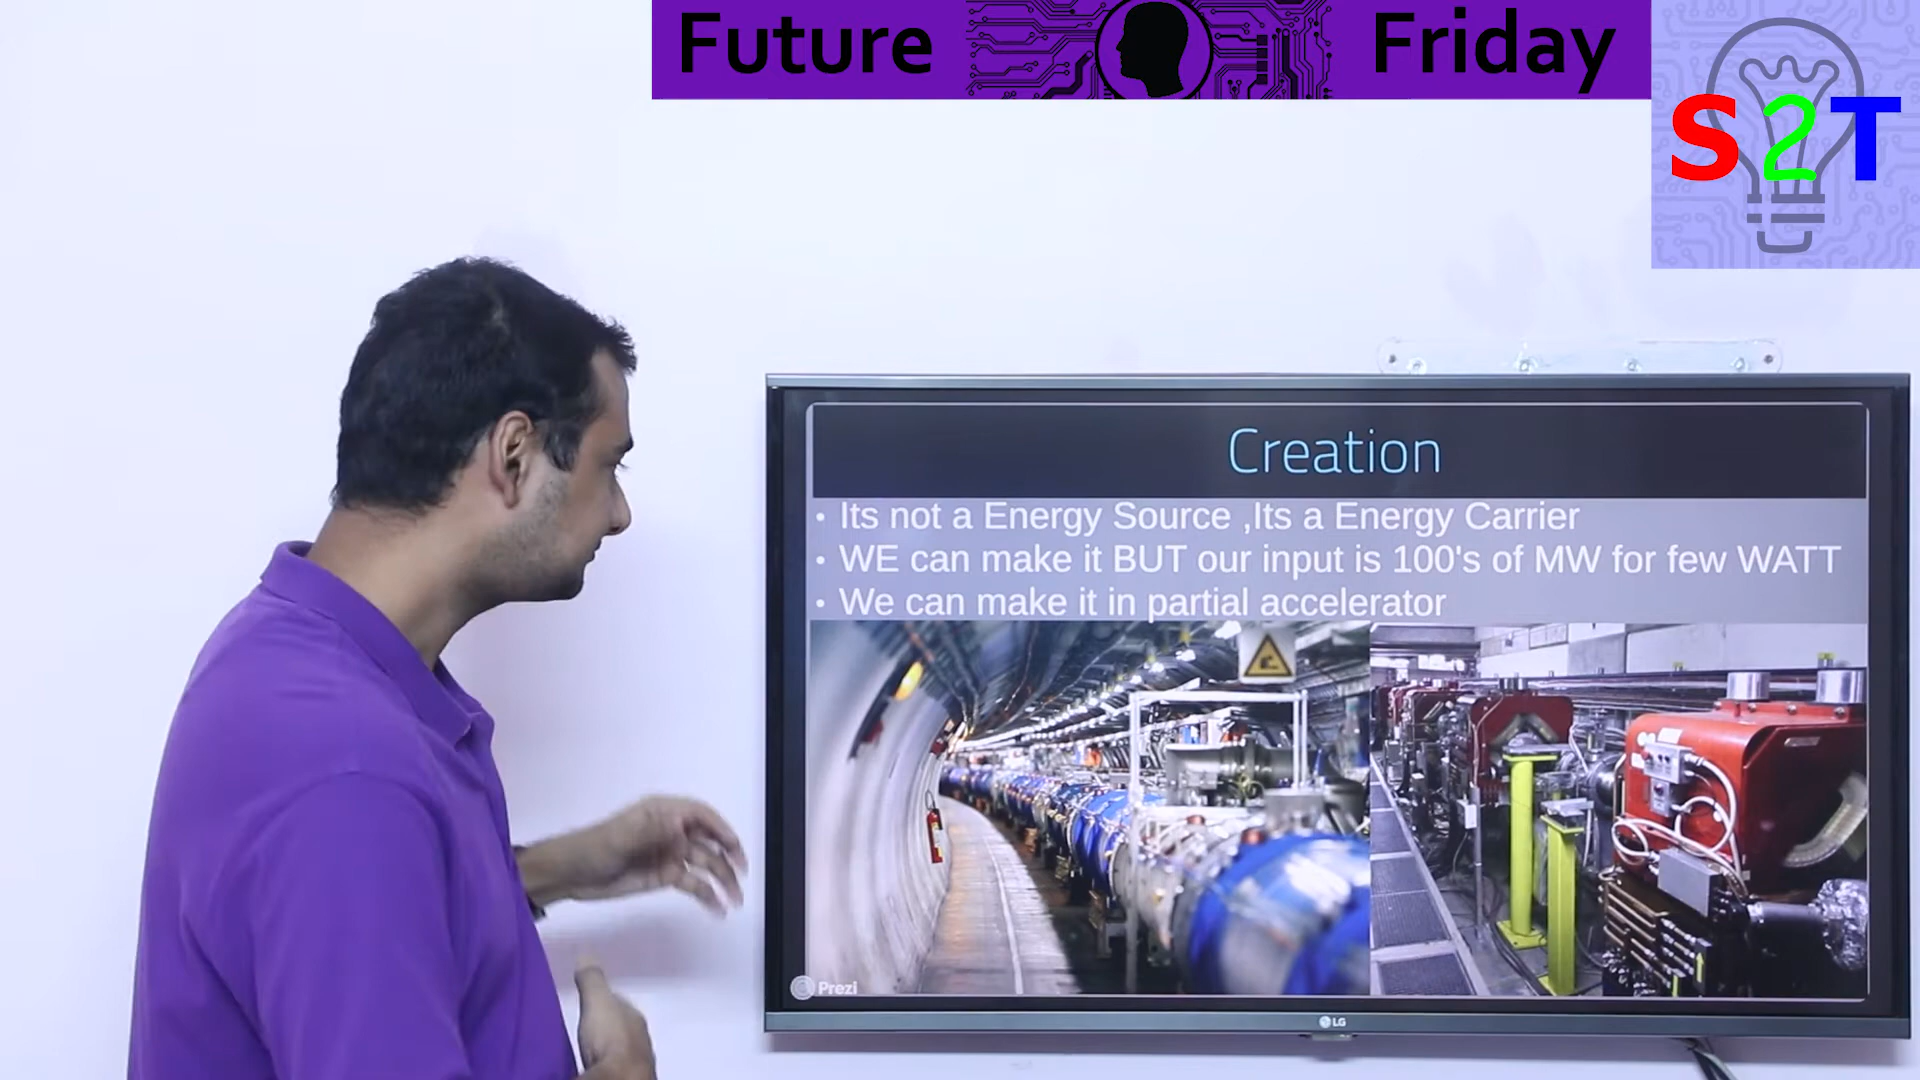 Future Friday
S2T
Creation
• Its not a Energy Source ,Its a Energy Carrier
• WE can make it BUT our input is 100's of MW for few WATT
• We can make it in partial accelerator
Prezi
LG